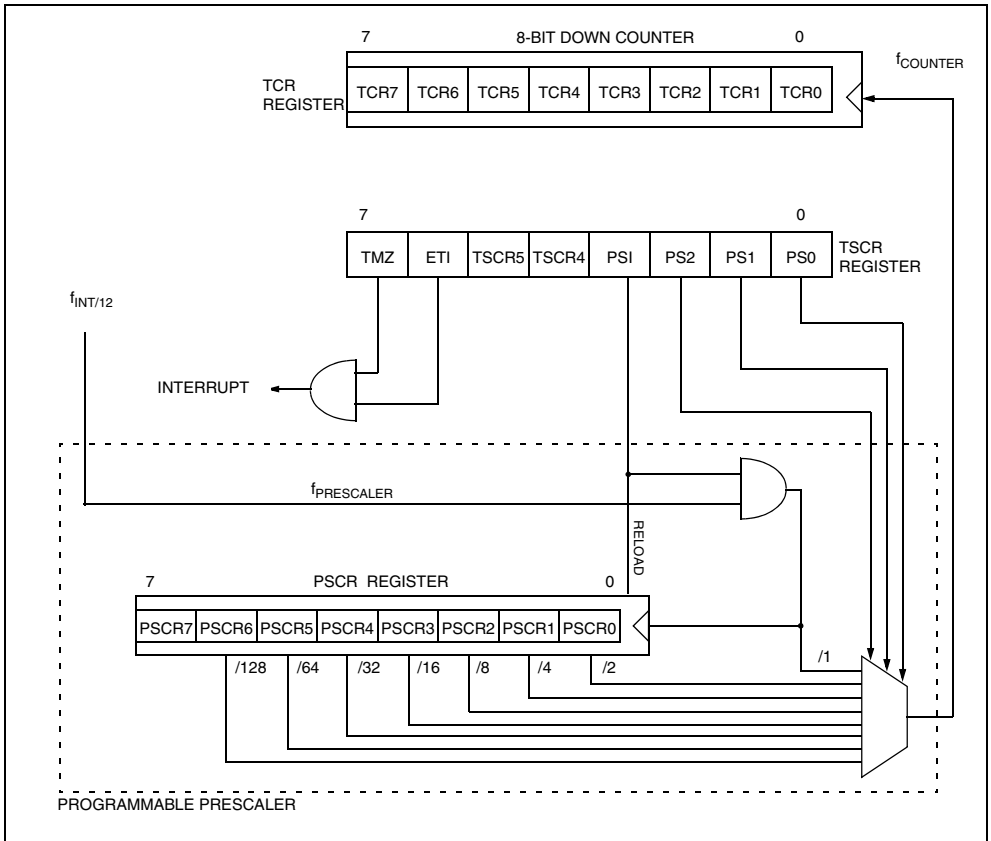 7 8-BIT DOWN COUNTER 0
fCOUNTER
TCR
REGISTER
TCR7 TCR6 TCR5 TCR4 TCR3 TCR2 TCR1 TCR0
7 0
TMZ ETI TSCR5 TSCR4 PSI PS2 PS1 PS0
TSCR
REGISTER
fINT/12
INTERRUPT
fPRESCALER
RELOAD
7 PSCR REGISTER 0
PSCR7 PSCR6 PSCR5 PSCR4 PSCR3 PSCR2 PSCR1 PSCR0
/128 /64 /32 /16 /8 /4 /2 /1
PROGRAMMABLE PRESCALER